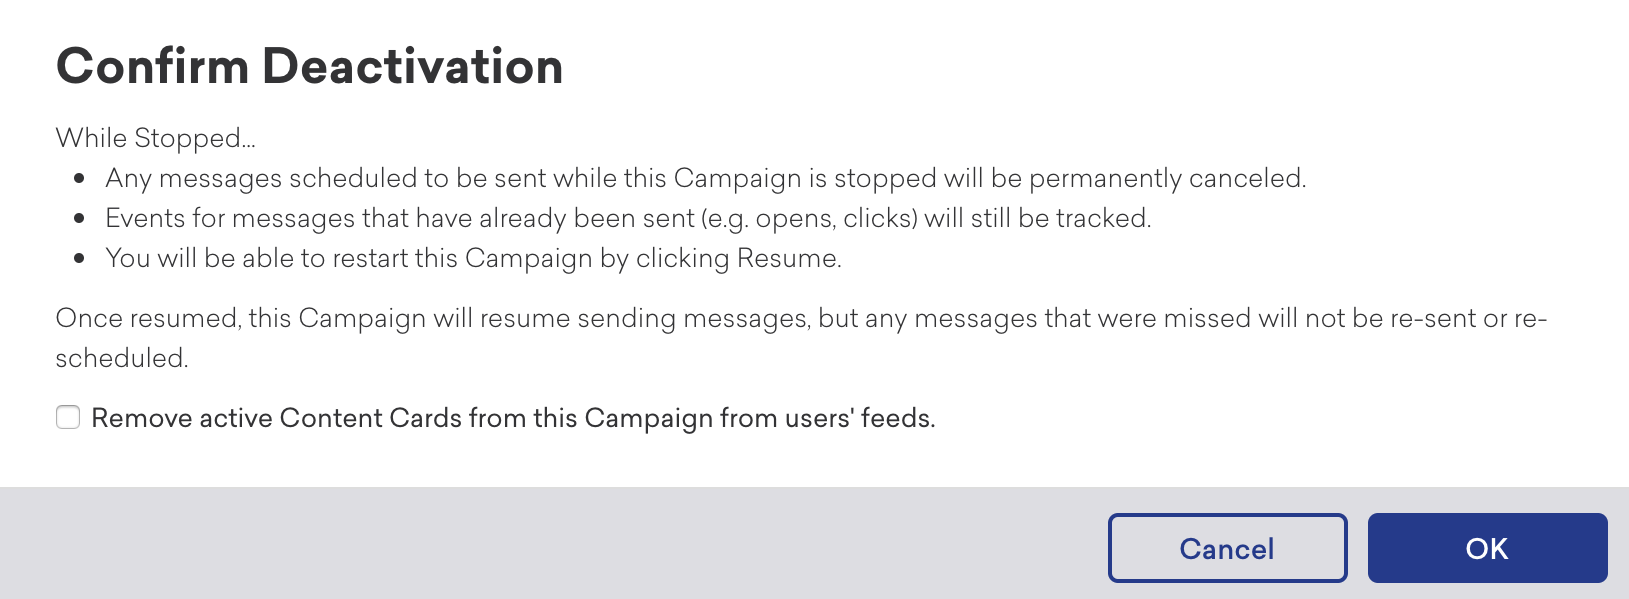 Confirm Deactivation
While Stopped...
• Any messages scheduled to be sent while this Campaign is stopped will be permanently canceled.
• Events for messages that have already been sent (e.g. opens, clicks) will still be tracked.
• You will be able to restart this Campaign by clicking Resume.
Once resumed, this Campaign will resume sending messages, but any messages that were missed will not be re-sent or re-
scheduled.
Remove active Content Cards from this Campaign from users' feeds.
Cancel
OK